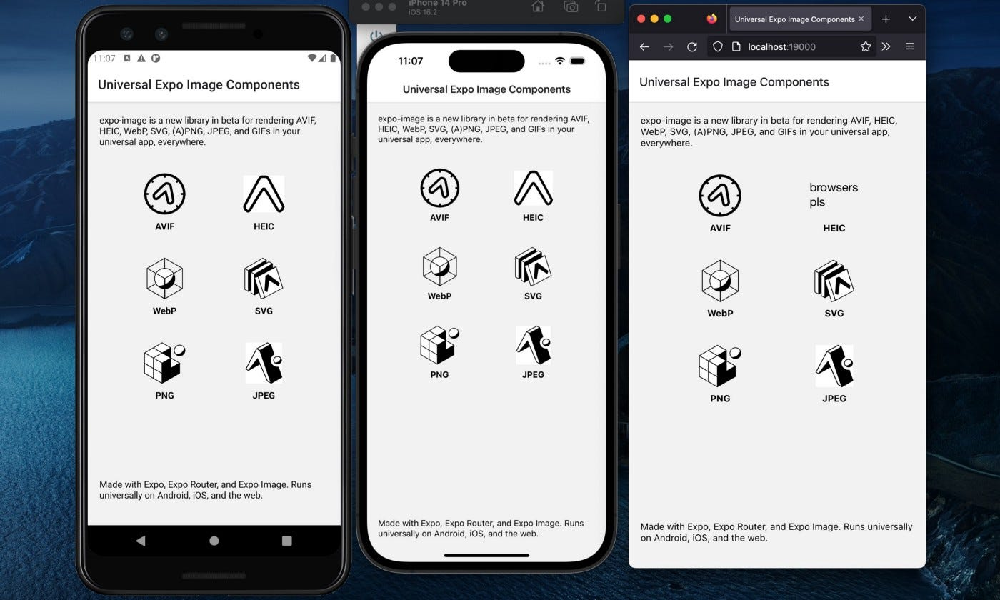 11:07
Universal Expo Image Components
expo-image is a new library in beta for rendering AVIF,
HEIC, WebP, SVG, (A)PNG, JPEG, and GIFs in your
universal app, everywhere.
AVIF
HEIC
WebP
SVG
PNG
JPEG
Made with Expo, Expo Router, and Expo Image. Runs
universally on Android, iOS, and the web.
iPhone 14 Pro
iOS 16.2
11:07
Universal Expo Image Components
expo-image is a new library in beta for rendering AVIF,
HEIC, WebP, SVG, (A)PNG, JPEG, and GIFs in your
universal app, everywhere.
AVIF
HEIC
WebP
SVG
PNG
JPEG
Made with Expo, Expo Router, and Expo Image. Runs
universally on Android, iOS, and the web.
Universal Expo Image Components
localhost:19000
Universal Expo Image Components
expo-image is a new library in beta for rendering AVIF, HEIC,
WebP, SVG, (A)PNG, JPEG, and GIFs in your universal app,
everywhere.
AVIF
browsers
pls
HEIC
WebP
SVG
PNG
JPEG
Made with Expo, Expo Router, and Expo Image. Runs universally
on Android, iOS, and the web.